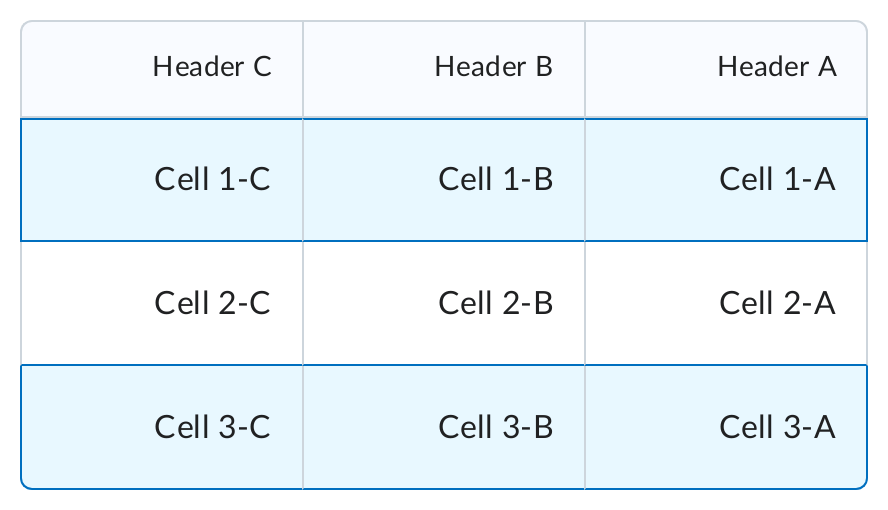 Header C Header B Header A
Cell 1-C Cell 1-B Cell 1-A
Cell 2-C Cell 2-B Cell 2-A
Cell 3-C Cell 3-B Cell 3-A